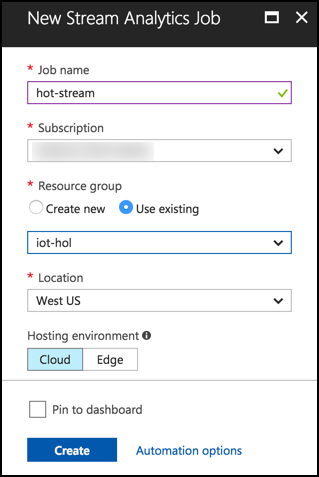 New Stream Analytics Job
* Job name
hot-stream
* Subscription
* Resource group
Create new Use existing
iot-hol
* Location
West US
Hosting environment
Cloud Edge
Pin to dashboard
Create Automation options